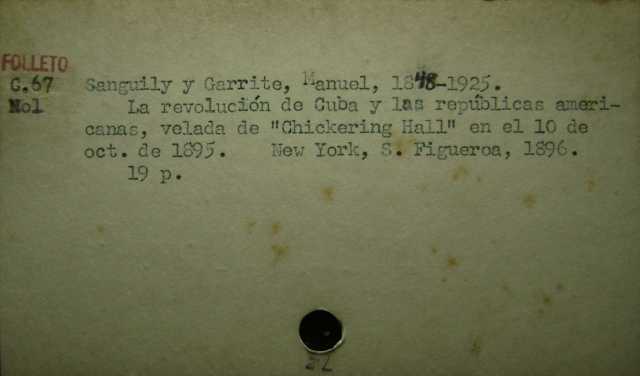 FOLLETO
G.67 Sanguily y Garrite, Manuel, 1848-1925.
No1 La revolución de Cuba y las repúblicas ameri-
canas, velada de "Chickering Hall" en el 10 de
oct. de 1895. New York, S. Figueroa, 1896.
19 p.